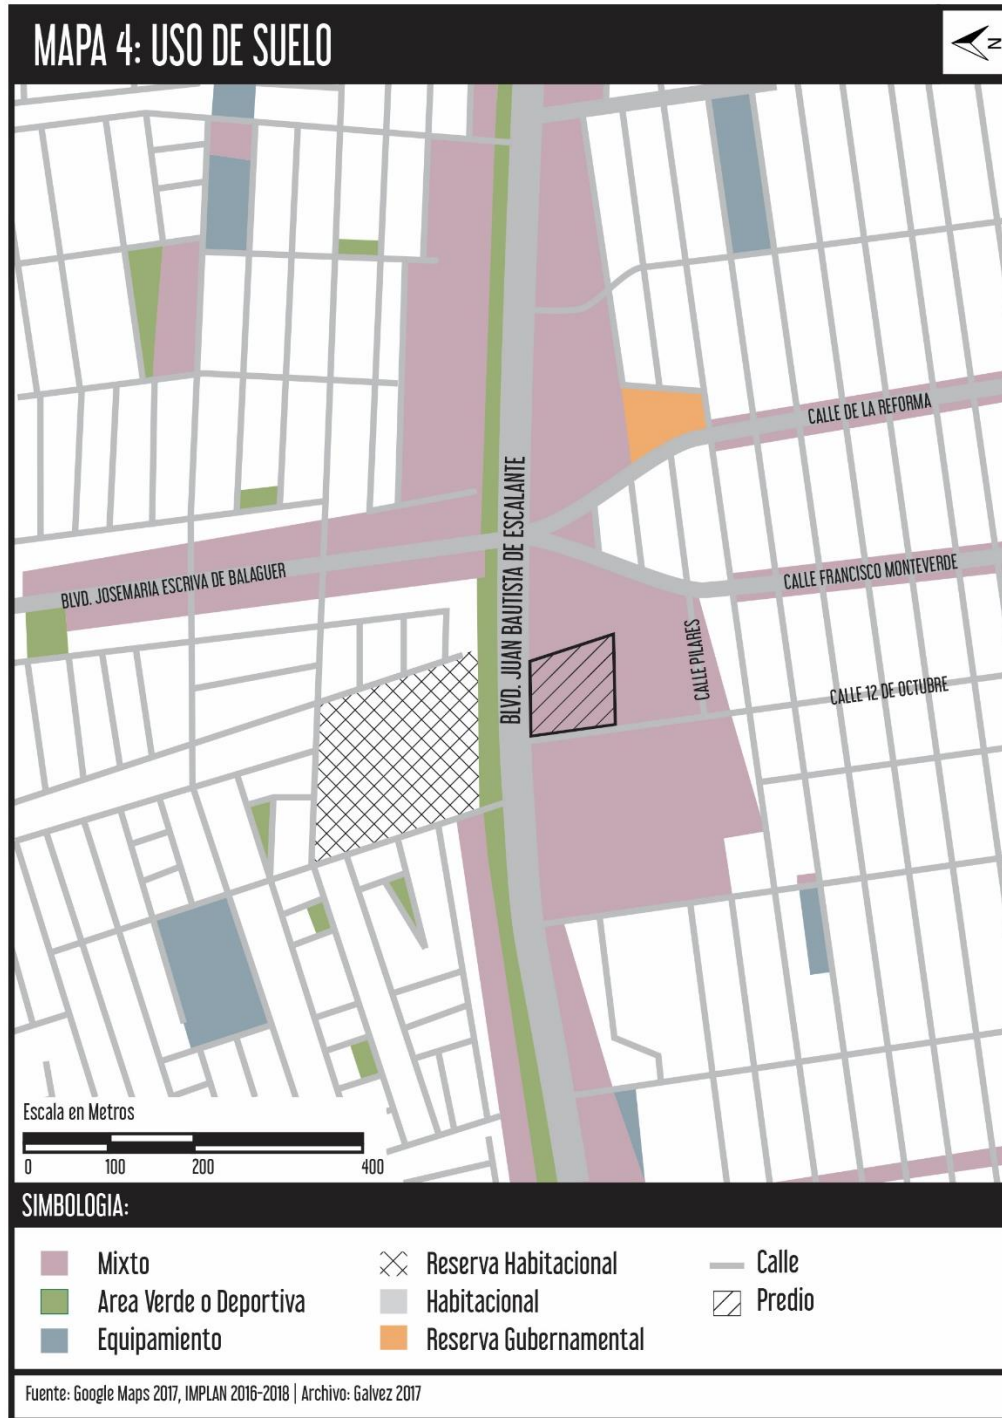 MAPA 4: USO DE SUELO
N
CALLE DE LA REFORMA
BLVD. JUAN BAUTISTA DE ESCALANTE
BLVD. JOSEMARIA ESCRIVA DE BALAGUER
CALLE FRANCISCO MONTEVERDE
CALLE PILARES
CALLE 12 DE OCTUBRE
Escala en Metros
0 100 200 400
SIMBOLOGIA:
Mixto
Area Verde o Deportiva
Equipamiento
Reserva Habitacional
Habitacional
Reserva Gubernamental
Calle
Predio
Fuente: Google Maps 2017, IMPLAN 2016-2018 | Archivo: Galvez 2017